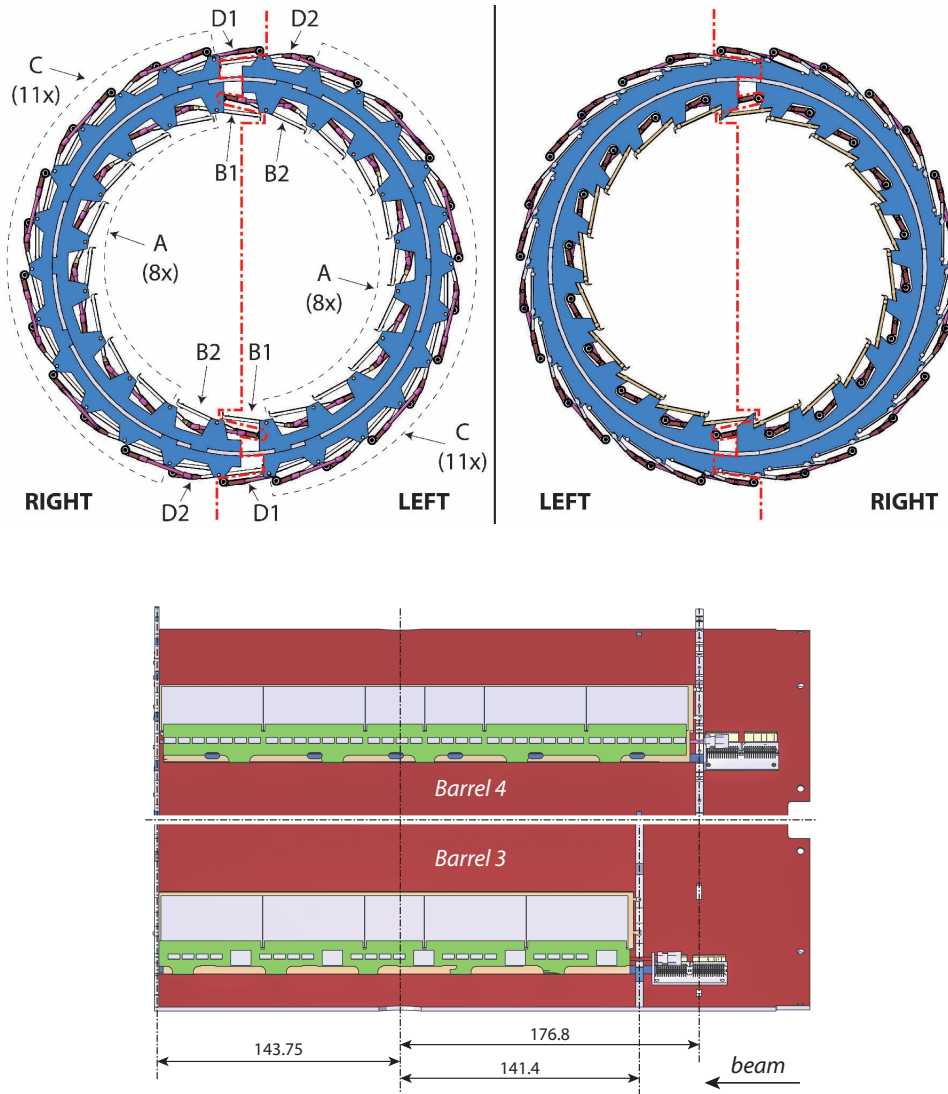 D1
D2
C
(11x)
B1
B2
A
(8x)
A
(8x)
B2
B1
C
(11x)
RIGHT
D2
D1
LEFT
LEFT
RIGHT
Barrel 4
Barrel 3
176.8
143.75
141.4
beam